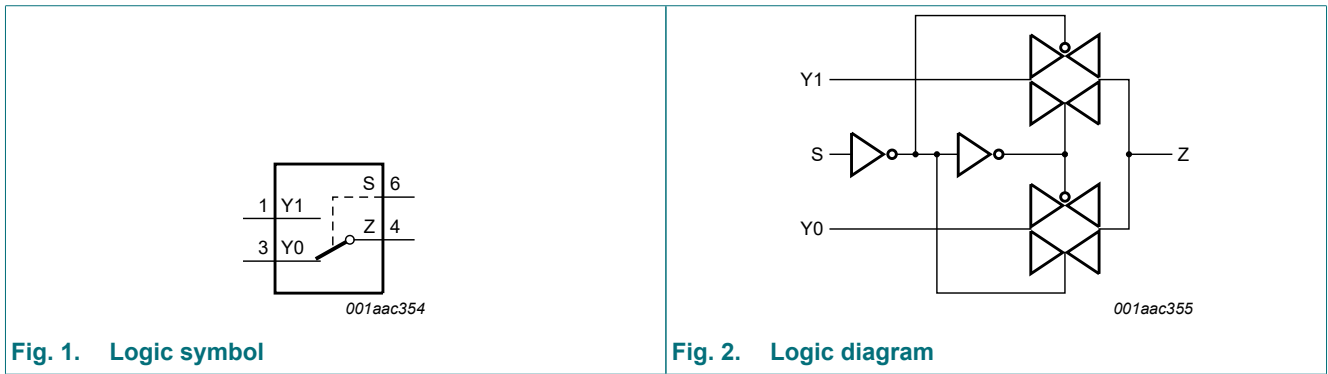 S 6
1 Y1
Z 4
3 Y0
001aac354
Fig. 1. Logic symbol
Y1
S
Z
Y0
001aac355
Fig. 2. Logic diagram